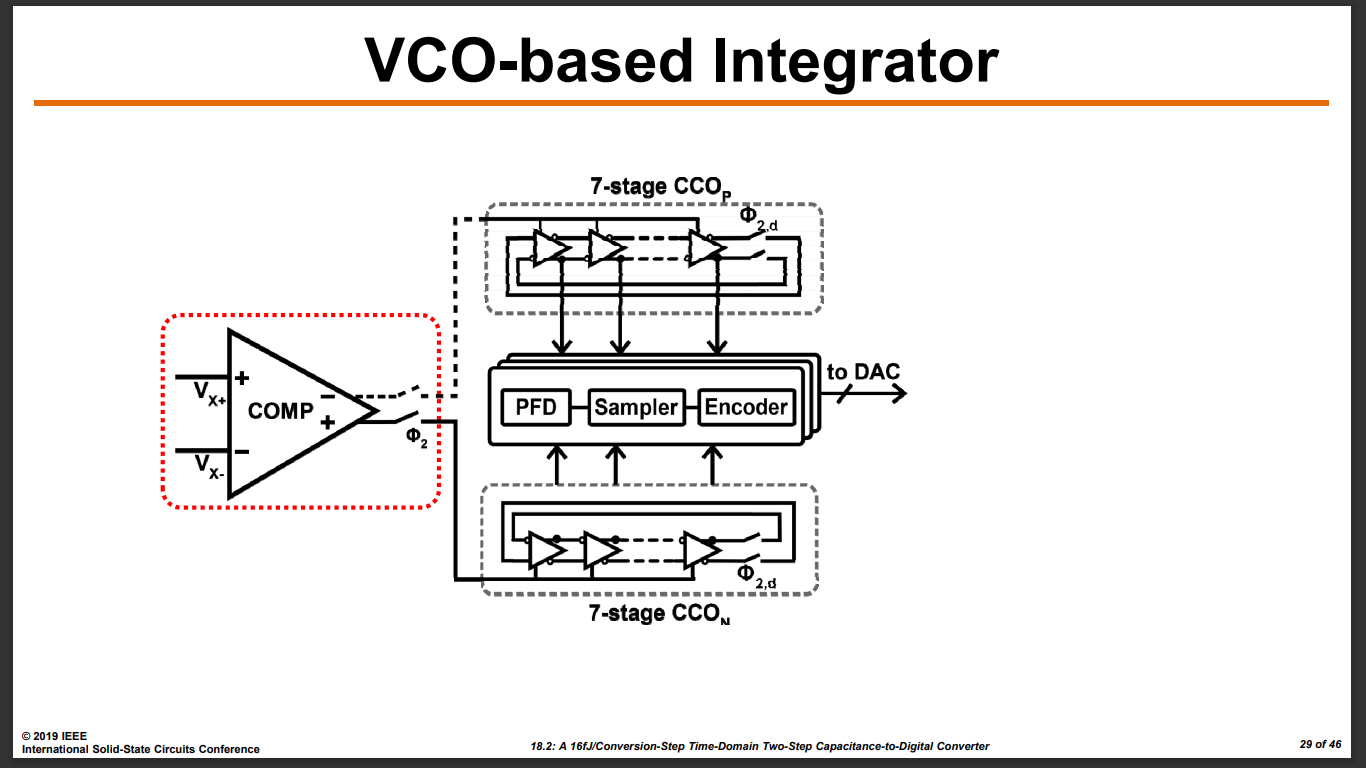 VCO-based Integrator
7-stage CCOP
Φ2,d
VX+
+
COMP
−
+
VX-
−
Φ2
PFD
Sampler
Encoder
to DAC
Φ2,d
7-stage CCON
© 2019 IEEE
International Solid-State Circuits Conference
18.2: A 16fJ/Conversion-Step Time-Domain Two-Step Capacitance-to-Digital Converter
29 of 46